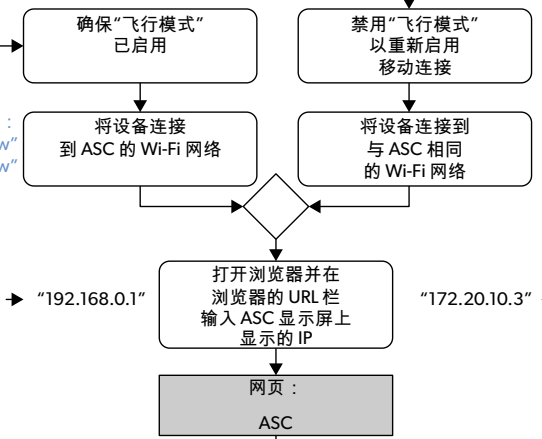 确保“飞行模式”
已启用
禁用“飞行模式”
以重新启用
移动连接
:
w”
w”
将设备连接
到 ASC 的 Wi-Fi 网络
将设备连接到
与 ASC 相同
的 Wi-Fi 网络
“192.168.0.1”
打开浏览器并在
浏览器的 URL 栏
输入 ASC 显示屏上
显示的 IP
“172.20.10.3”
网页：
ASC